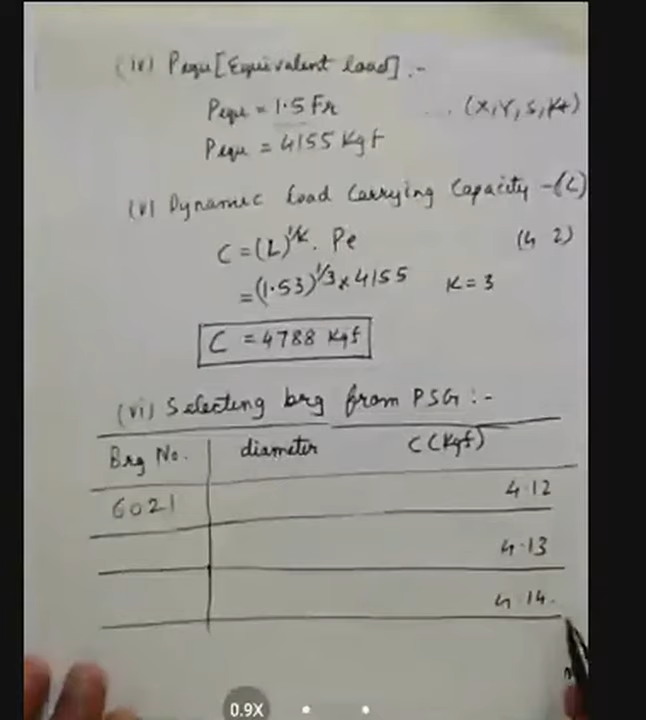 (iv) Pequ [Equivalent load] :-
Pequ = 1.5 Fr ... (X,Y,S,Kt)
Pequ = 4155 Kgf
(v) Dynamic Load Carrying Capacity -(C)
C = (L)^1/K . Pe (4 2)
= (1.53)^1/3 x 4155 K = 3
C = 4788 Kgf
(vi) Selecting brg from PSG :-
Brg No. diameter C (Kgf)
6021 4.12
4.13
4.14.
0.9X